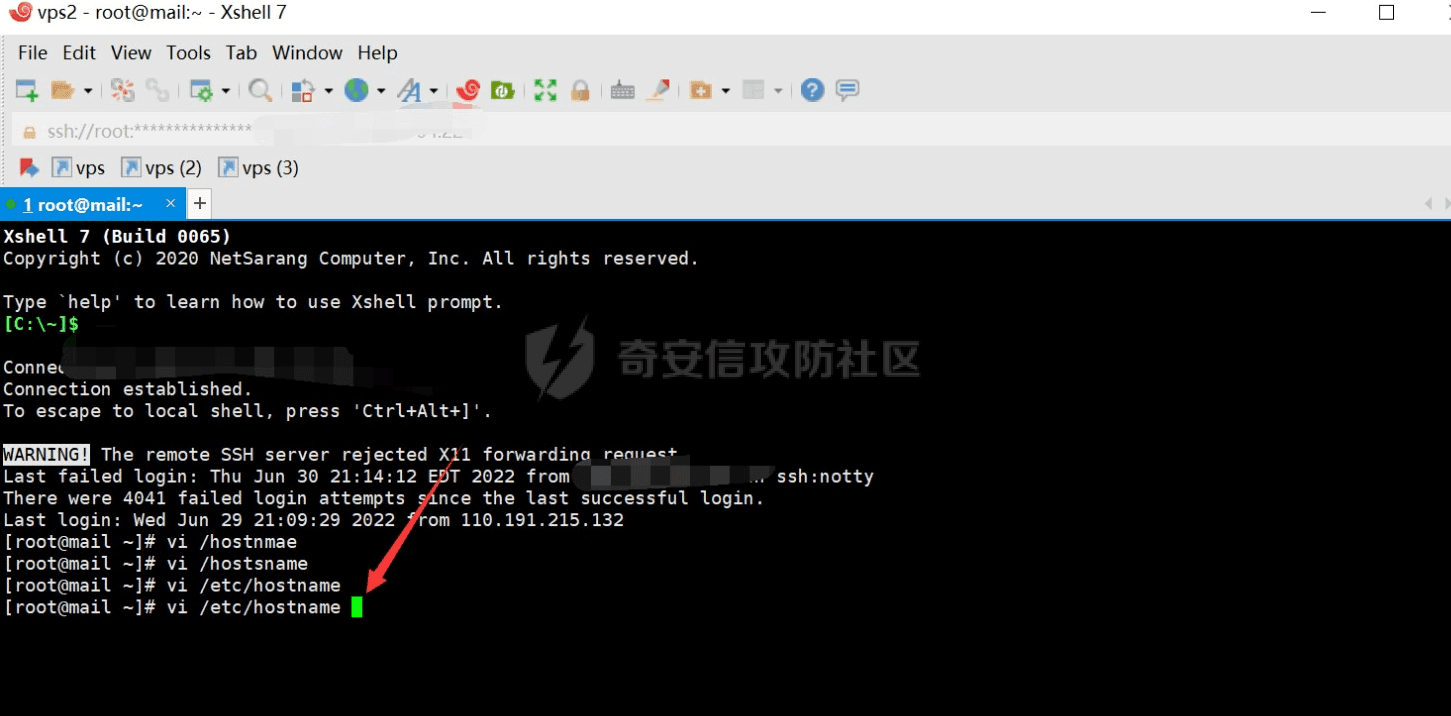 vps2 - root@mail:~ - Xshell 7
File Edit View Tools Tab Window Help
ssh://root:****************
vps vps (2) vps (3)
1 root@mail:~ × +
Xshell 7 (Build 0065)
Copyright (c) 2020 NetSarang Computer, Inc. All rights reserved.
Type `help' to learn how to use Xshell prompt.
[C:\~]$
奇安信攻防社区
Connection established.
To escape to local shell, press 'Ctrl+Alt+]'.
WARNING! The remote SSH server rejected X11 forwarding request
Last failed login: Thu Jun 30 21:14:12 EDT 2022 from ssh:notty
There were 4041 failed login attempts since the last successful login.
Last login: Wed Jun 29 21:09:29 2022 from 110.191.215.132
[root@mail ~]# vi /hostnmae
[root@mail ~]# vi /hostsname
[root@mail ~]# vi /etc/hostname
[root@mail ~]# vi /etc/hostname